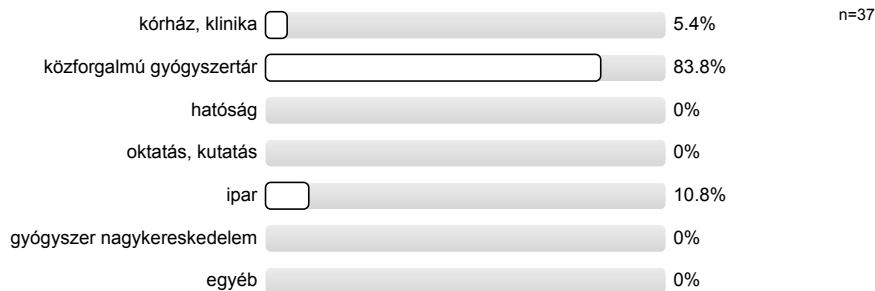 kórház, klinika 5.4% n=37
közforgalmú gyógyszertár 83.8%
hatóság 0%
oktatás, kutatás 0%
ipar 10.8%
gyógyszer nagykereskedelem 0%
egyéb 0%